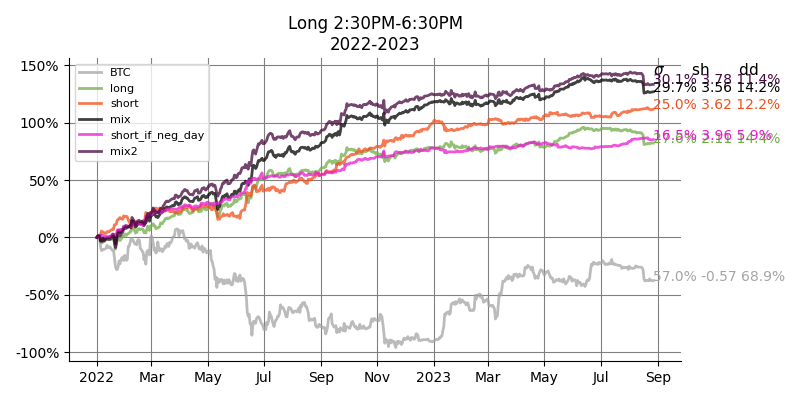 Long 2:30PM-6:30PM
2022-2023
150%
100%
50%
0%
-50%
-100%
BTC
long
short
mix
short_if_neg_day
mix2
σ sh dd
30.1% 3.78 11.4%
29.7% 3.56 14.2%
25.0% 3.62 12.2%
16.5% 3.96 5.9%
57.0% -0.57 68.9%
2022 Mar May Jul Sep Nov 2023 Mar May Jul Sep